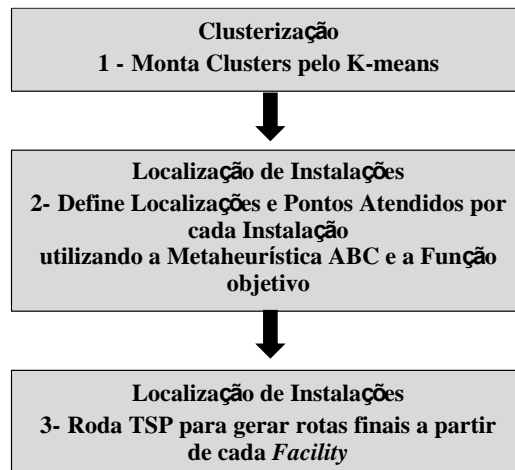 Clusterização
1 - Monta Clusters pelo K-means
Localização de Instalações
2- Define Localizações e Pontos Atendidos por
cada Instalação
utilizando a Metaheurística ABC e a Função
objetivo
Localização de Instalações
3- Roda TSP para gerar rotas finais a partir
de cada Facility